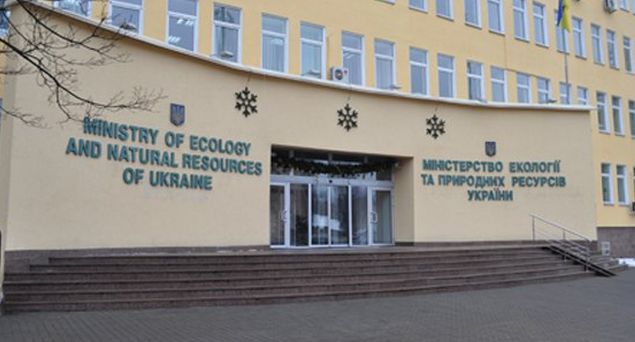 MINISTRY OF ECOLOGY
AND NATURAL RESOURCES
OF UKRAINE
МІНІСТЕРСТВО ЕКОЛОГІЇ
ТА ПРИРОДНИХ РЕСУРСІВ
УКРАЇНИ